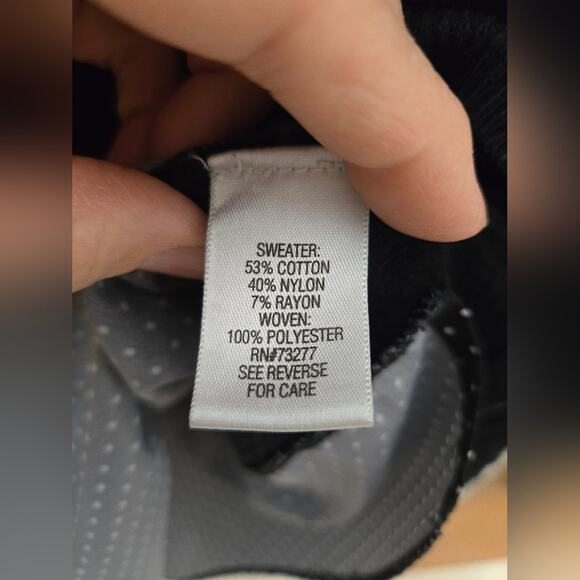 SWEATER:
53% COTTON
40% NYLON
7% RAYON
WOVEN:
100% POLYESTER
RN#73277
SEE REVERSE
FOR CARE